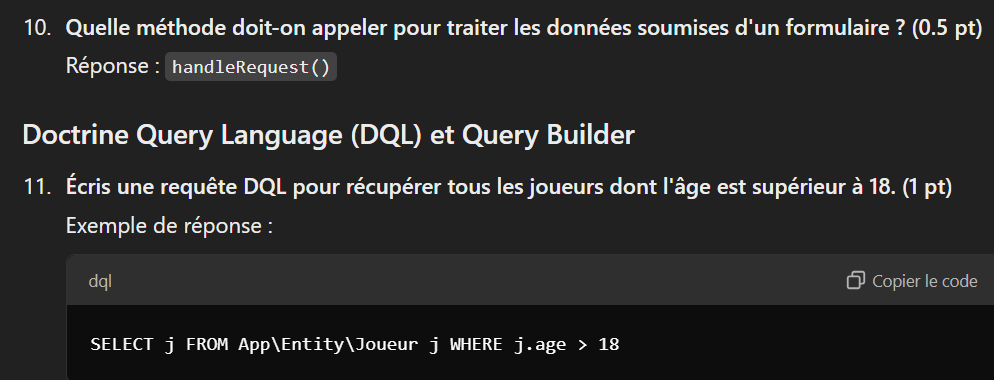 10. Quelle méthode doit-on appeler pour traiter les données soumises d'un formulaire ? (0.5 pt)
Réponse : handleRequest()
Doctrine Query Language (DQL) et Query Builder
11. Écris une requête DQL pour récupérer tous les joueurs dont l'âge est supérieur à 18. (1 pt)
Exemple de réponse :
dql Copier le code
SELECT j FROM App\Entity\Joueur j WHERE j.age > 18